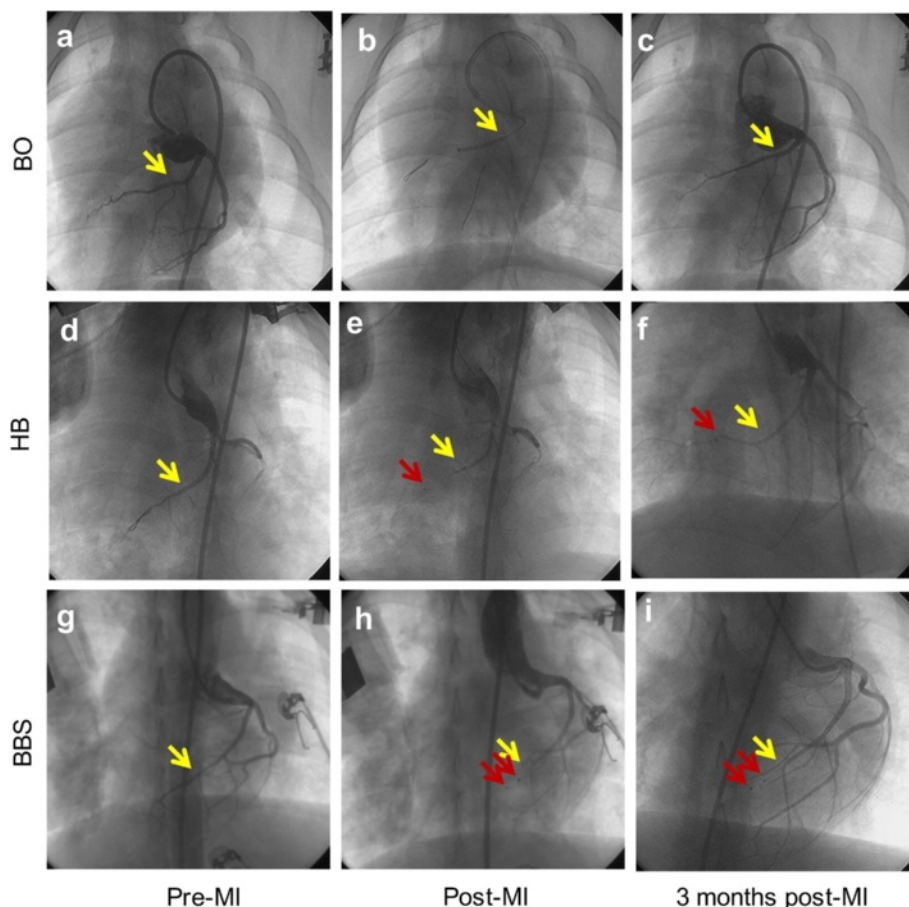 a b c
BO
d e f
HB
g h i
BBS
Pre-MI Post-MI 3 months post-MI